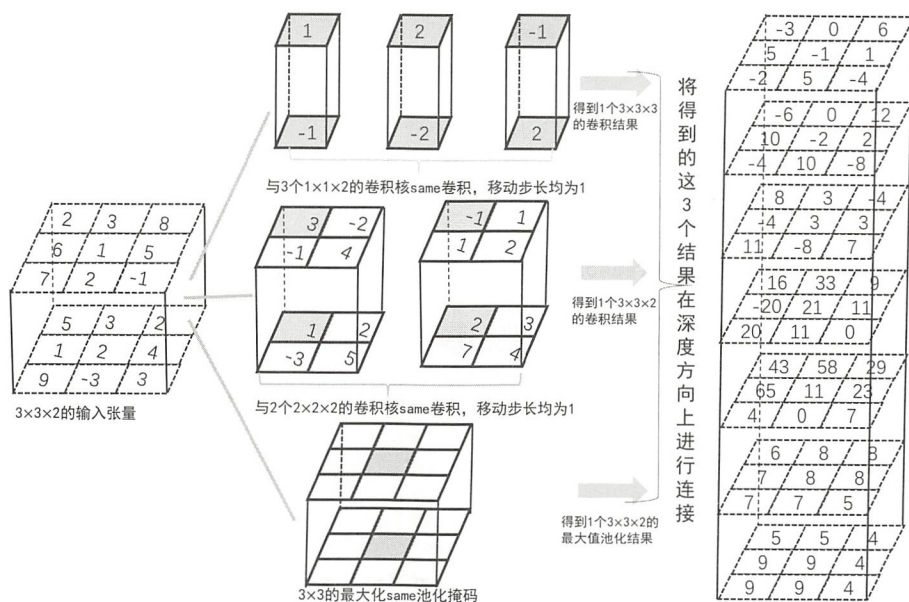 1 2 -1
-1 -2 2
得到1个3×3×3
的卷积结果
与3个1×1×2的卷积核same卷积，移动步长均为1
2 3 8
6 1 5
7 2 -1
5 3 2
1 2 4
9 -3 3
3×3×2的输入张量
3 -2
-1 4
1 2
-3 5
-1 1
1 2
2 3
7 4
得到1个3×3×2
的卷积结果
与2个2×2×2的卷积核same卷积，移动步长均为1
得到1个3×3×2的
最大值池化结果
3×3的最大化same池化掩码
将得到的这3个结果在深度方向上进行连接
-3 0 6
5 -1 1
-2 5 -4
-6 0 12
10 -2 2
-4 10 -8
8 3 -4
-4 3 3
11 -8 7
16 33 9
-20 21 11
20 11 0
43 58 29
65 11 23
4 0 7
6 8 8
7 8 8
7 7 5
5 5 4
9 9 4
9 9 4